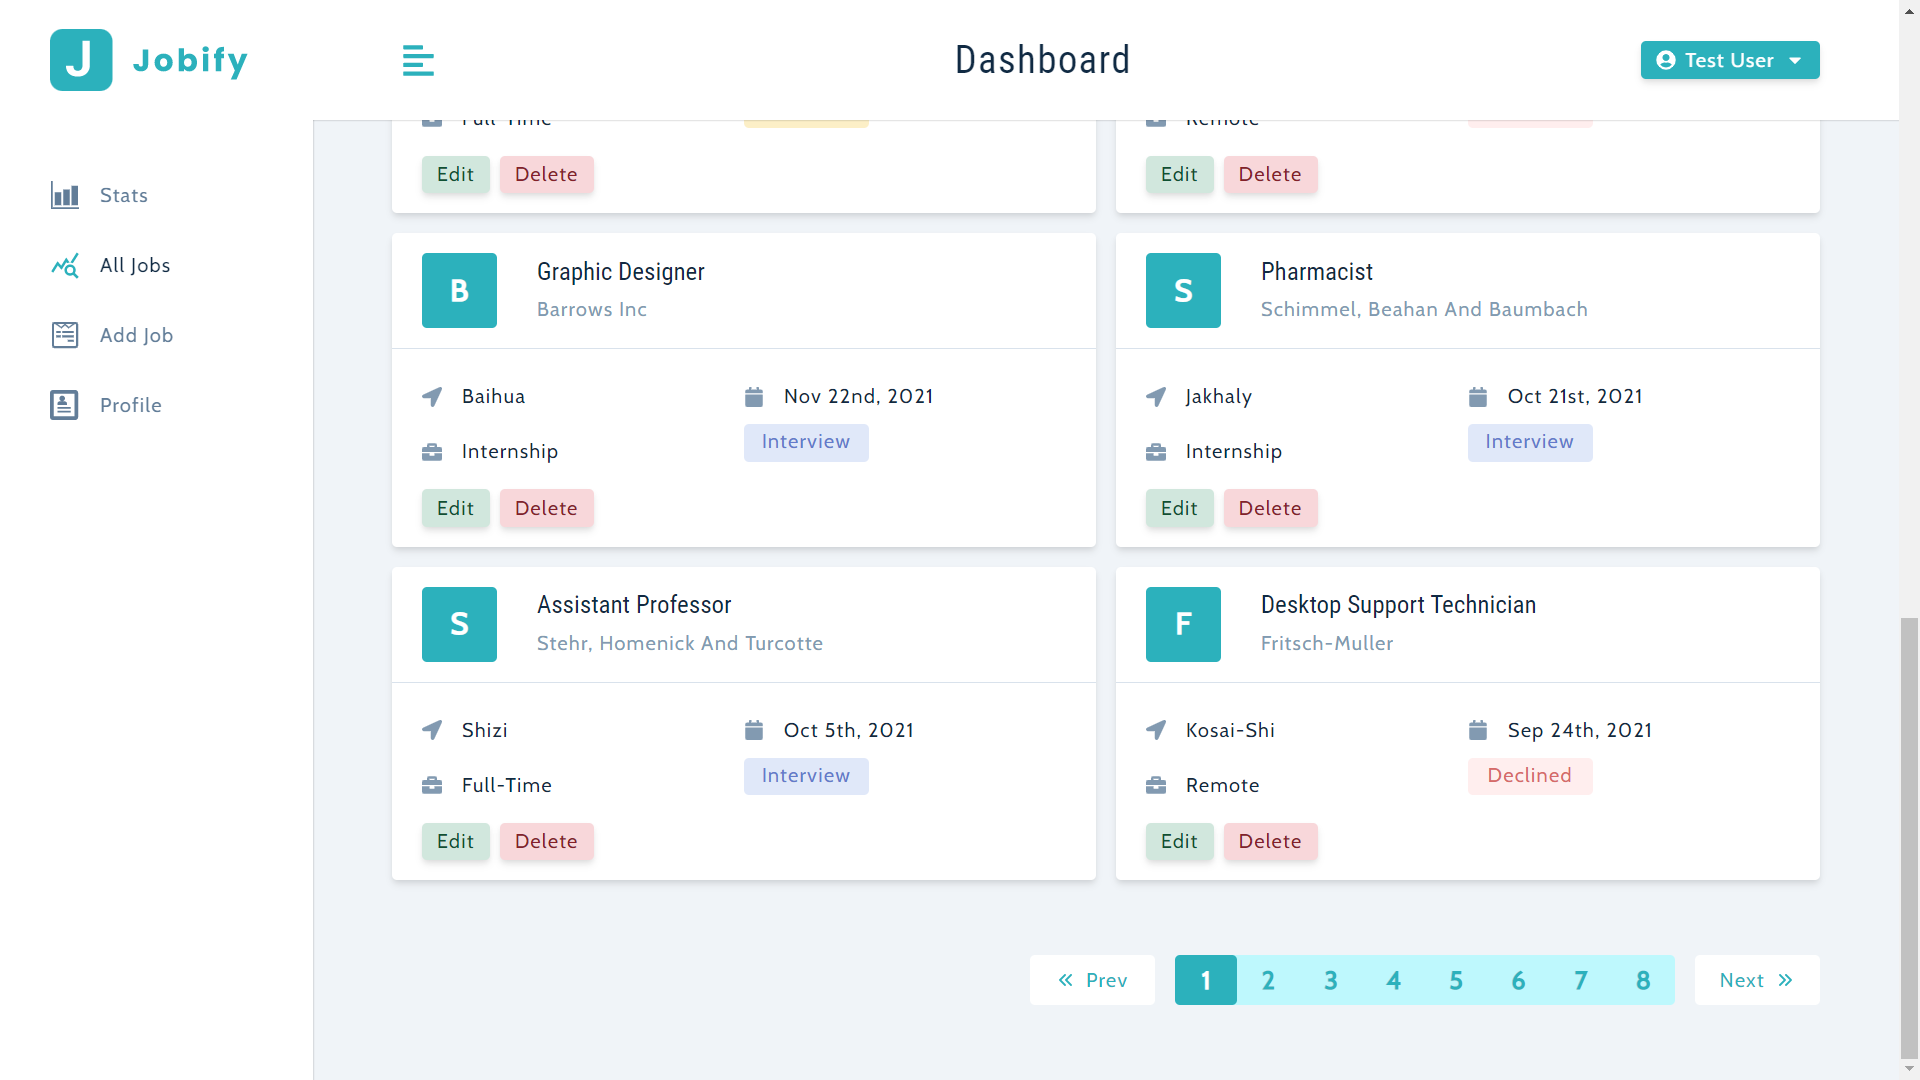 J Jobify
Dashboard
Test User
Stats
All Jobs
Add Job
Profile
Full-Time
Remote
Edit Delete
Edit Delete
B
Graphic Designer
Barrows Inc
Baihua
Nov 22nd, 2021
Internship
Interview
Edit Delete
S
Pharmacist
Schimmel, Beahan And Baumbach
Jakhaly
Oct 21st, 2021
Internship
Interview
Edit Delete
S
Assistant Professor
Stehr, Homenick And Turcotte
Shizi
Oct 5th, 2021
Full-Time
Interview
Edit Delete
F
Desktop Support Technician
Fritsch-Muller
Kosai-Shi
Sep 24th, 2021
Remote
Declined
Edit Delete
Prev 1 2 3 4 5 6 7 8 Next